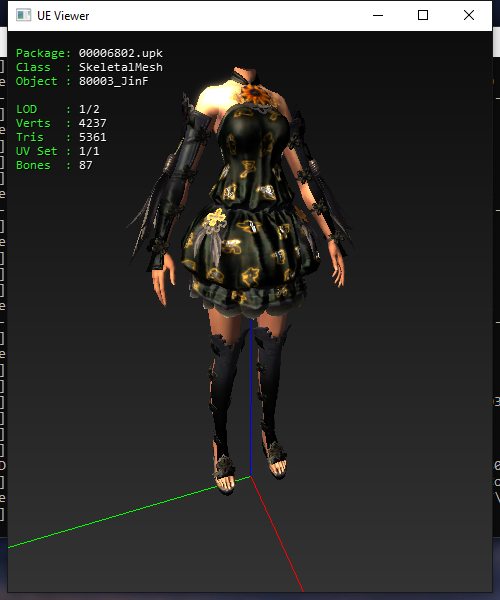 UE Viewer
Package: 00006802.upk
Class : SkeletalMesh
Object : 80003_JinF
LOD : 1/2
Verts : 4237
Tris : 5361
UV Set : 1/1
Bones : 87